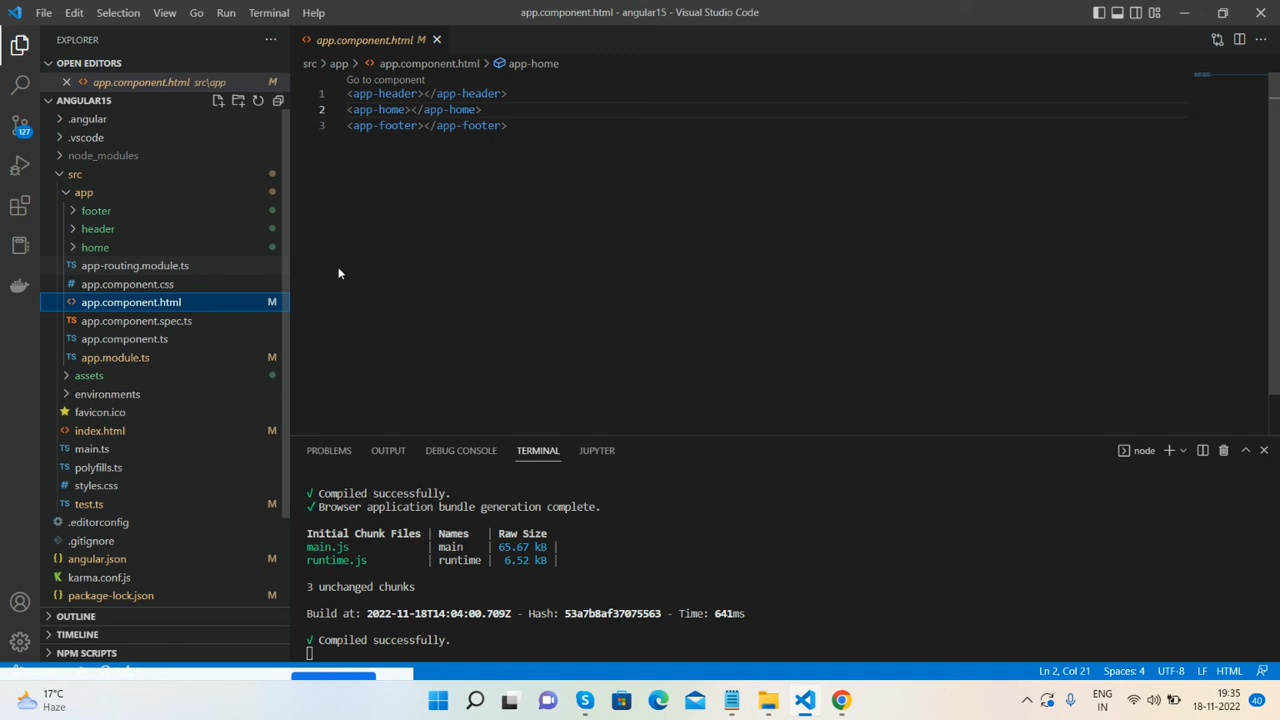 File Edit Selection View Go Run Terminal Help
app.component.html - angular15 - Visual Studio Code
EXPLORER
OPEN EDITORS
app.component.html src\app M
ANGULAR15
.angular
.vscode
node_modules
src
app
footer
header
home
app-routing.module.ts
app.component.css
app.component.html M
app.component.spec.ts
app.component.ts
app.module.ts M
assets
environments
favicon.ico
index.html M
main.ts
polyfills.ts
styles.css
test.ts M
.editorconfig
.gitignore
angular.json M
karma.conf.js
package-lock.json M
OUTLINE
TIMELINE
NPM SCRIPTS
127
app.component.html M
src > app > app.component.html > app-home
Go to component
1 <app-header></app-header>
2 <app-home></app-home>
3 <app-footer></app-footer>
PROBLEMS OUTPUT DEBUG CONSOLE TERMINAL JUPYTER
node
√ Compiled successfully.
√ Browser application bundle generation complete.
Initial Chunk Files | Names | Raw Size
main.js | main | 65.67 kB |
runtime.js | runtime | 6.52 kB |
3 unchanged chunks
Build at: 2022-11-18T14:04:00.709Z - Hash: 53a7b8af37075563 - Time: 641ms
√ Compiled successfully.
Ln 2, Col 21 Spaces: 4 UTF-8 LF HTML
17°C
Haze
ENG
IN
19:35
18-11-2022
40